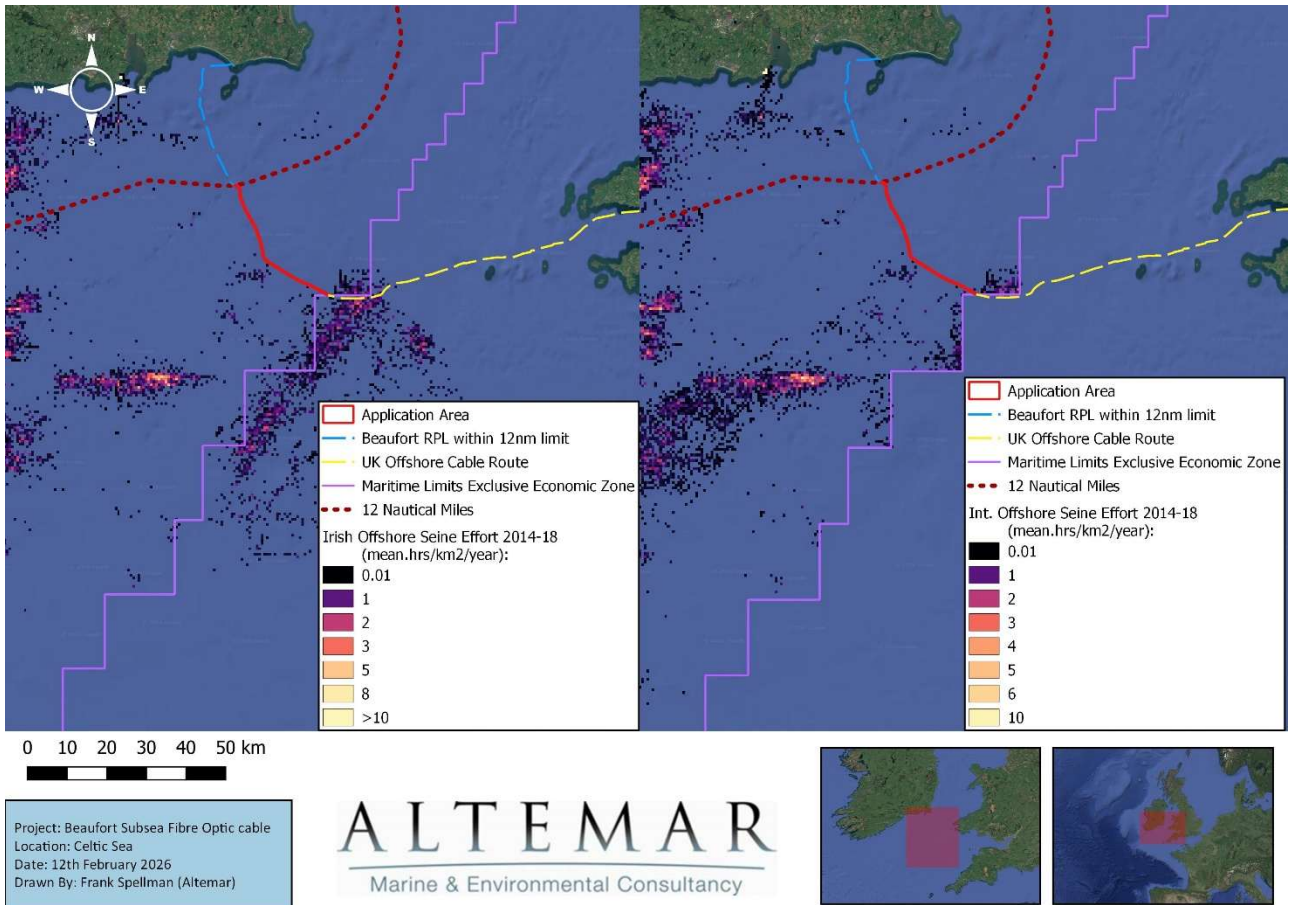 N
W
E
S
Application Area
Beaufort RPL within 12nm limit
UK Offshore Cable Route
Maritime Limits Exclusive Economic Zone
12 Nautical Miles
Irish Offshore Seine Effort 2014-18
(mean.hrs/km2/year):
0.01
1
2
3
5
8
>10
Application Area
Beaufort RPL within 12nm limit
UK Offshore Cable Route
Maritime Limits Exclusive Economic Zone
12 Nautical Miles
Int. Offshore Seine Effort 2014-18
(mean.hrs/km2/year):
0.01
1
2
3
4
5
6
10
0 10 20 30 40 50 km
Project: Beaufort Subsea Fibre Optic cable
Location: Celtic Sea
Date: 12th February 2026
Drawn By: Frank Spellman (Altemar)
ALTEMAR
Marine & Environmental Consultancy